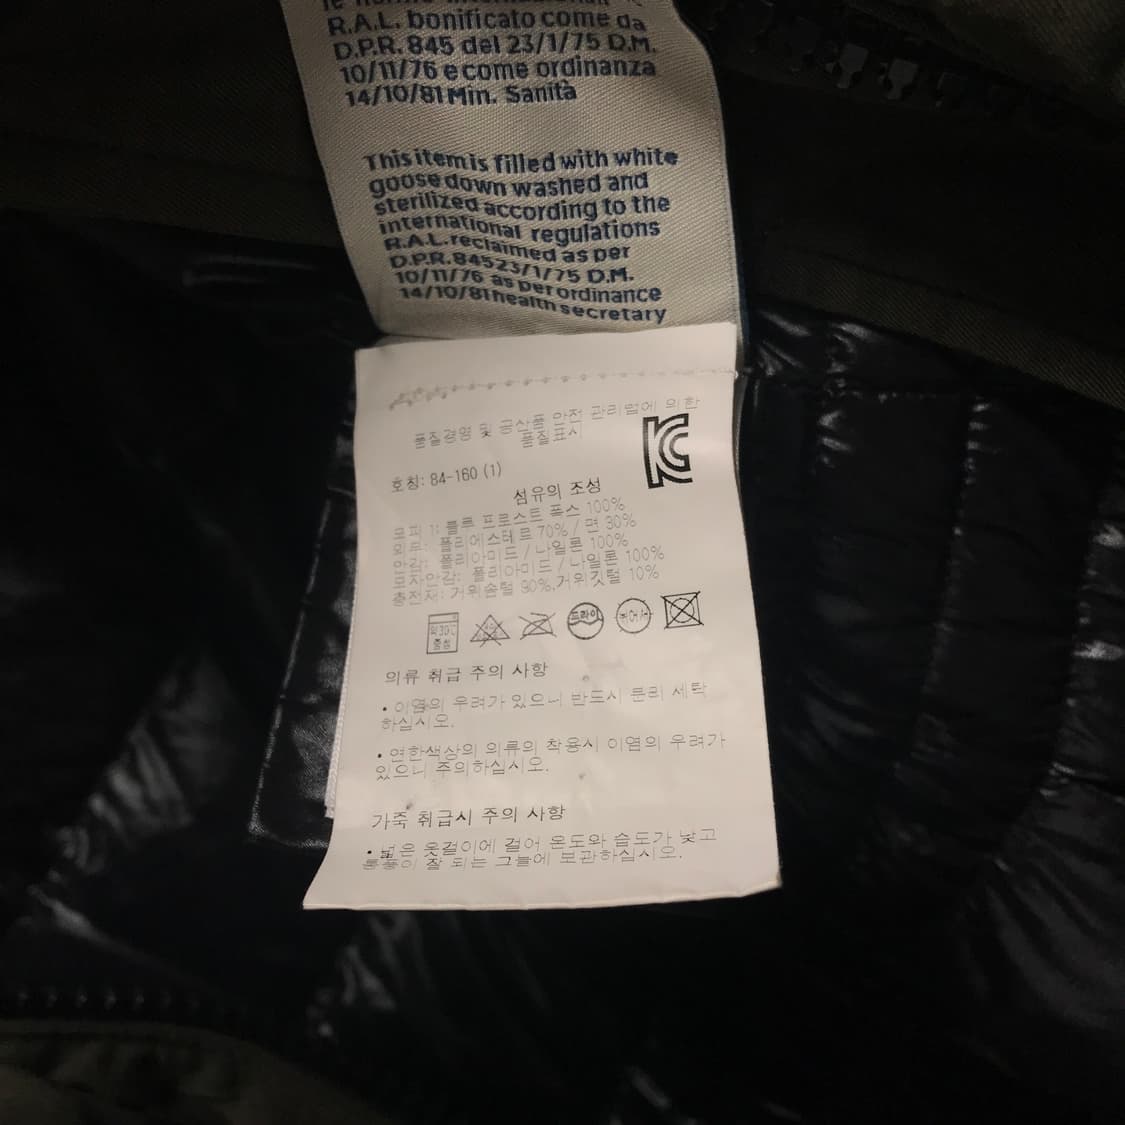 R.A.L. bonificato come da
D.P.R. 845 del 23/1/75 D.M.
10/11/76 e come ordinanza
14/10/81 Min. Sanità
This item is filled with white
goose down washed and
sterilized according to the
international regulations
R.A.L. reclaimed as per
D.P.R. 84523/1/75 D.M.
10/11/76 as per ordinance
14/10/81 health secretary
품질경영 및 공산품 안전 관리법에 의한
품질표시
호칭: 84-160 (1)
섬유의 조성
모피 1: 블루 프로스트 폭스 100%
외트: 폴리에스테르 70% / 면 30%
안감: 폴리아미드 / 나일론 100%
모자안감: 폴리아미드 / 나일론 100%
충전재: 거위솜털 90%,거위깃털 10%
약30℃
중성
드라이
의류 취급 주의 사항
• 이염의 우려가 있으니 반드시 분리 세탁
하십시오.
• 연한색상의 의류의 착용시 이염의 우려가
있으니 주의하십시오.
가죽 취급시 주의 사항
• 넓은 옷걸이에 걸어 온도와 습도가 낮고
통풍이 잘 되는 그늘에 보관하십시오.